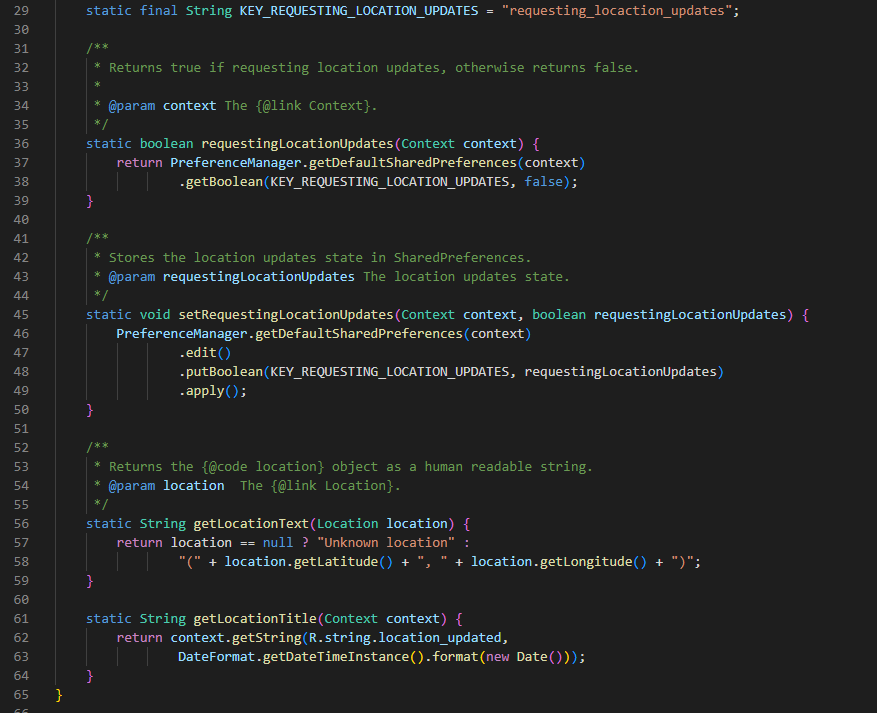 29 static final String KEY_REQUESTING_LOCATION_UPDATES = "requesting_locaction_updates";
30
31 /**
32 * Returns true if requesting location updates, otherwise returns false.
33 *
34 * @param context The {@link Context}.
35 */
36 static boolean requestingLocationUpdates(Context context) {
37 return PreferenceManager.getDefaultSharedPreferences(context)
38 .getBoolean(KEY_REQUESTING_LOCATION_UPDATES, false);
39 }
40
41 /**
42 * Stores the location updates state in SharedPreferences.
43 * @param requestingLocationUpdates The location updates state.
44 */
45 static void setRequestingLocationUpdates(Context context, boolean requestingLocationUpdates) {
46 PreferenceManager.getDefaultSharedPreferences(context)
47 .edit()
48 .putBoolean(KEY_REQUESTING_LOCATION_UPDATES, requestingLocationUpdates)
49 .apply();
50 }
51
52 /**
53 * Returns the {@code location} object as a human readable string.
54 * @param location  The {@link Location}.
55 */
56 static String getLocationText(Location location) {
57 return location == null ? "Unknown location" :
58 "(" + location.getLatitude() + ", " + location.getLongitude() + ")";
59 }
60
61 static String getLocationTitle(Context context) {
62 return context.getString(R.string.location_updated,
63 DateFormat.getDateTimeInstance().format(new Date()));
64 }
65 }
66